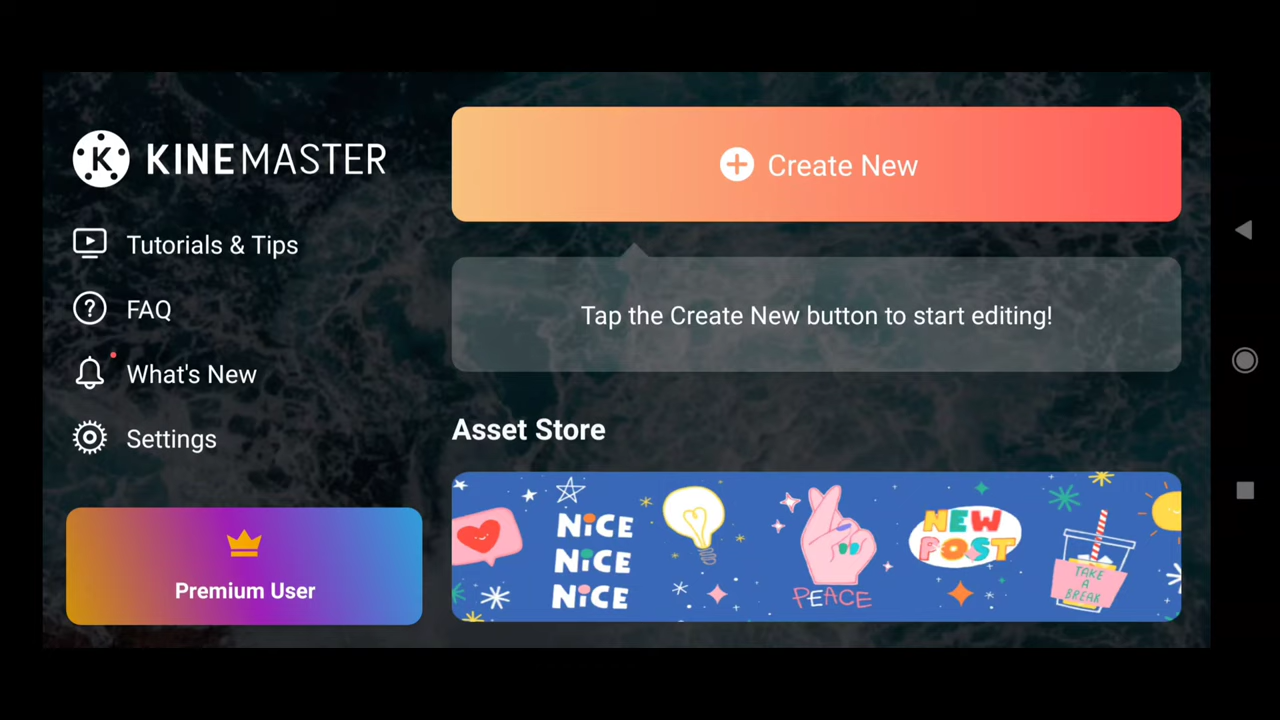 KINEMASTER
Tutorials & Tips
FAQ
What's New
Settings
Premium User
Create New
Tap the Create New button to start editing!
Asset Store
NiCE
NiCE
NiCE
PEACE
NEW
POST
TAKE
A
BREAK